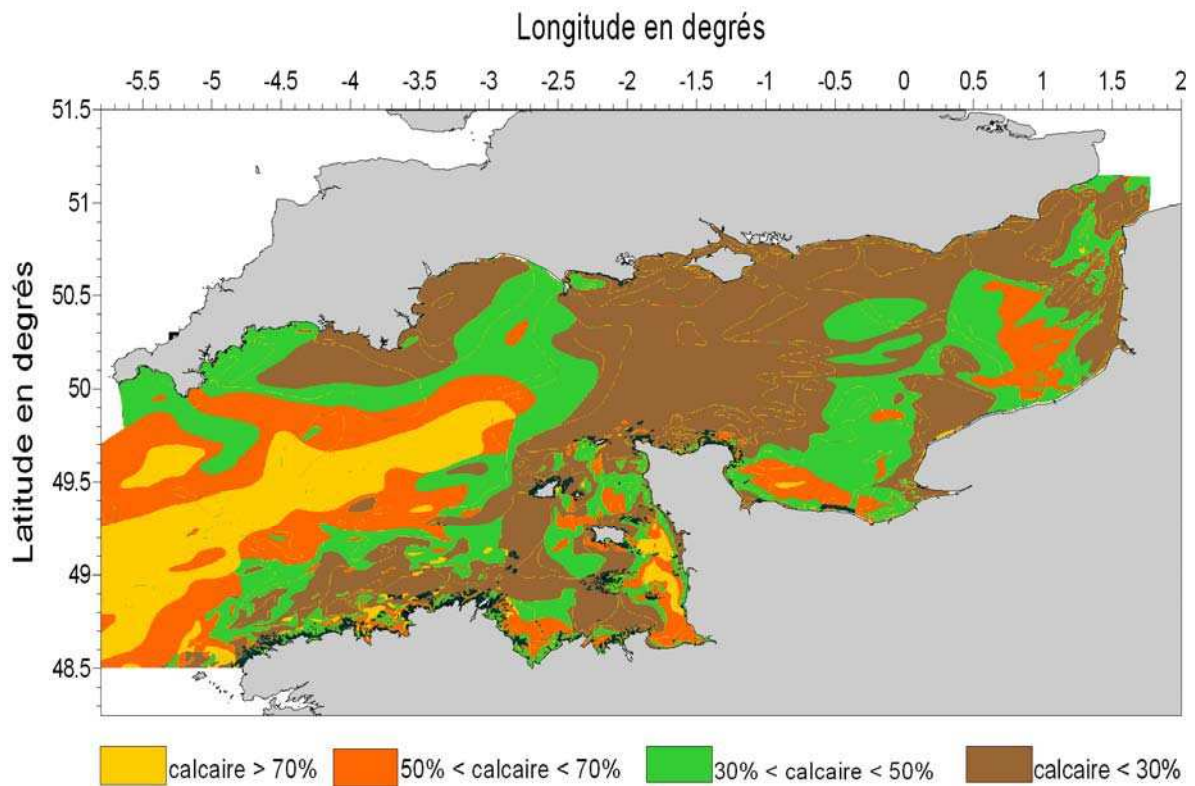 Longitude en degrés
-5.5 -5 -4.5 -4 -3.5 -3 -2.5 -2 -1.5 -1 -0.5 0 0.5 1 1.5 2
Latitude en degrés
51.5
51
50.5
50
49.5
49
48.5
calcaire > 70% 50% < calcaire < 70% 30% < calcaire < 50% calcaire < 30%